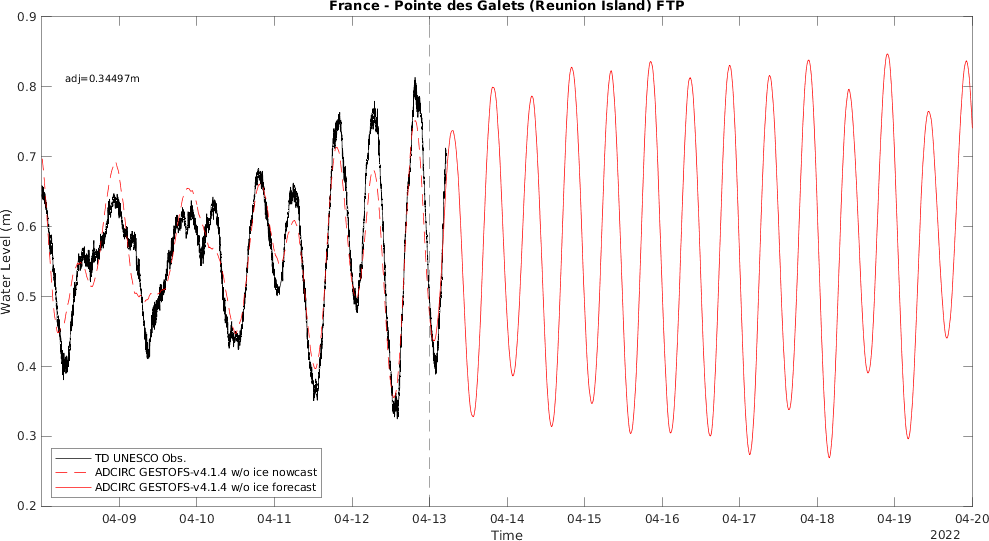 France - Pointe des Galets (Reunion Island) FTP
0.9
0.8
0.7
0.6
0.5
0.4
0.3
0.2
Water Level (m)
adj=0.34497m
TD UNESCO Obs.
ADCIRC GESTOFS-v4.1.4 w/o ice nowcast
ADCIRC GESTOFS-v4.1.4 w/o ice forecast
04-09 04-10 04-11 04-12 04-13 04-14 04-15 04-16 04-17 04-18 04-19 04-20
Time
2022